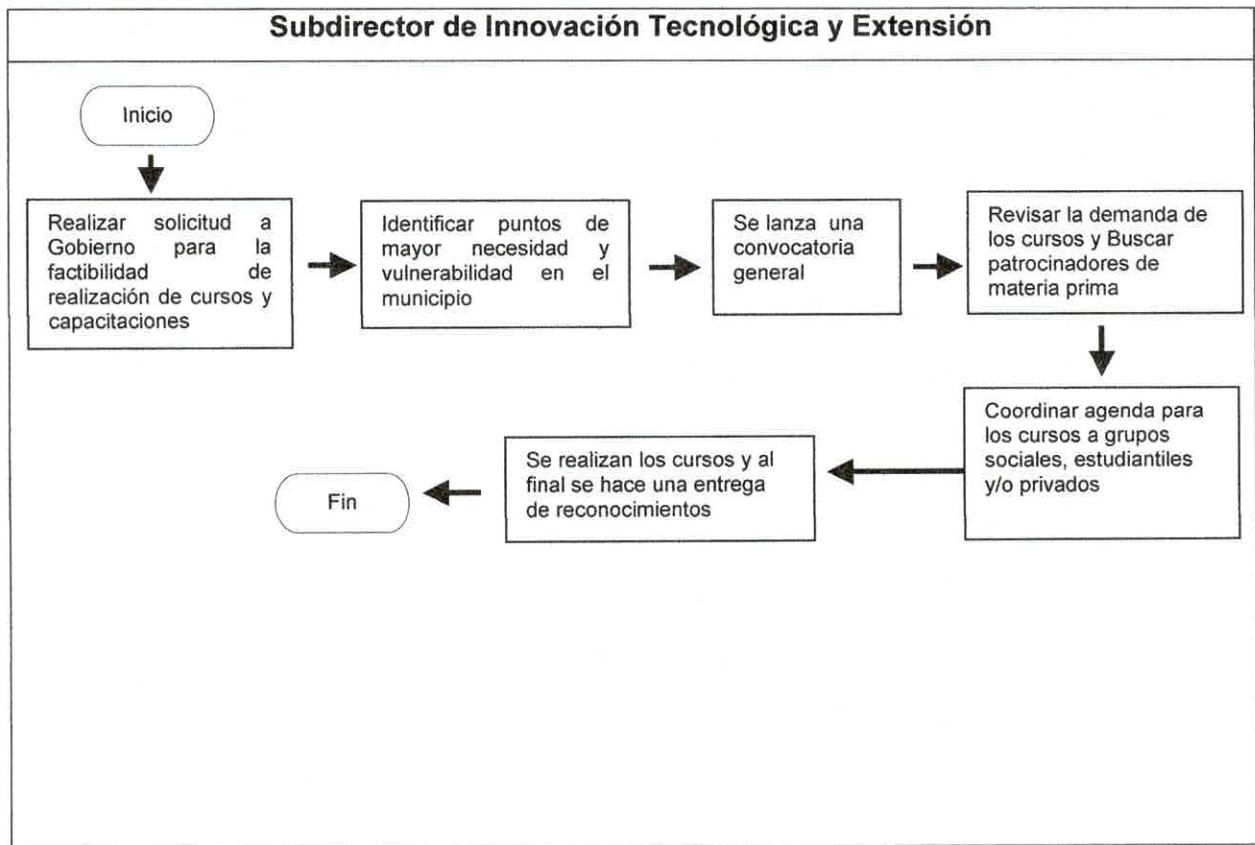 Subdirector de Innovación Tecnológica y Extensión
Inicio
Realizar solicitud a
Gobierno para la
factibilidad de
realización de cursos y
capacitaciones
Identificar puntos de
mayor necesidad y
vulnerabilidad en el
municipio
Se lanza una
convocatoria
general
Revisar la demanda de
los cursos y Buscar
patrocinadores de
materia prima
Coordinar agenda para
los cursos a grupos
sociales, estudiantiles
y/o privados
Se realizan los cursos y al
final se hace una entrega
de reconocimientos
Fin